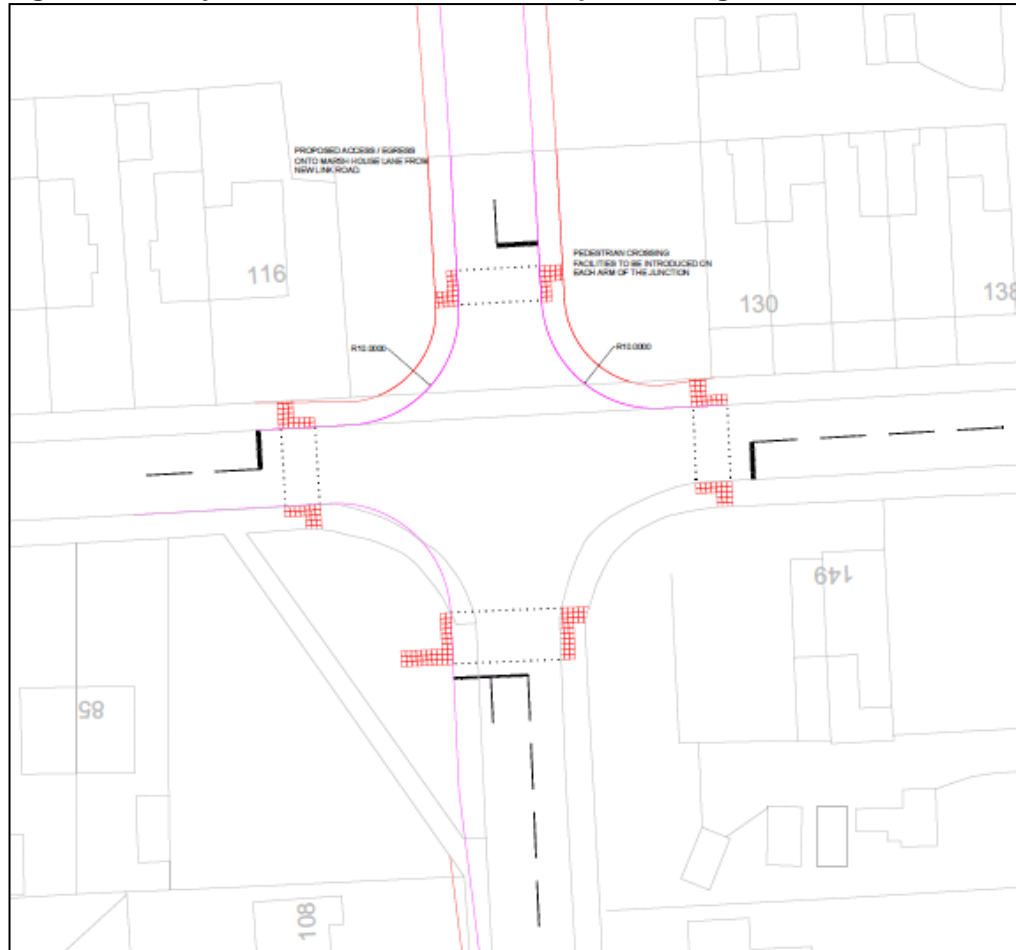 PROPOSED ACCESS / EGRESS
ONTO MARSH HOUSE LANE FROM
NEW LINK ROAD.
116
PEDESTRIAN CROSSING
FACILITIES TO BE INTRODUCED ON
EACH ARM OF THE JUNCTION
130
138
R10.0000
R10.0000
149
85
108